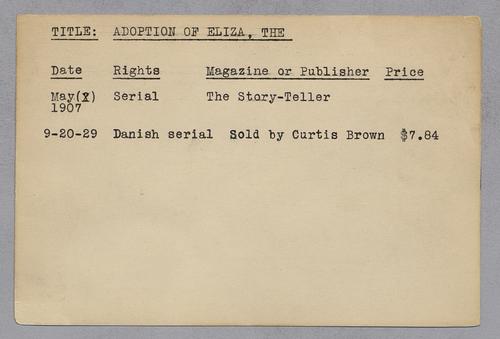 TITLE: ADOPTION OF ELIZA, THE
Date Rights Magazine or Publisher Price
May(X) Serial The Story-Teller
1907
9-20-29 Danish serial Sold by Curtis Brown $7.84